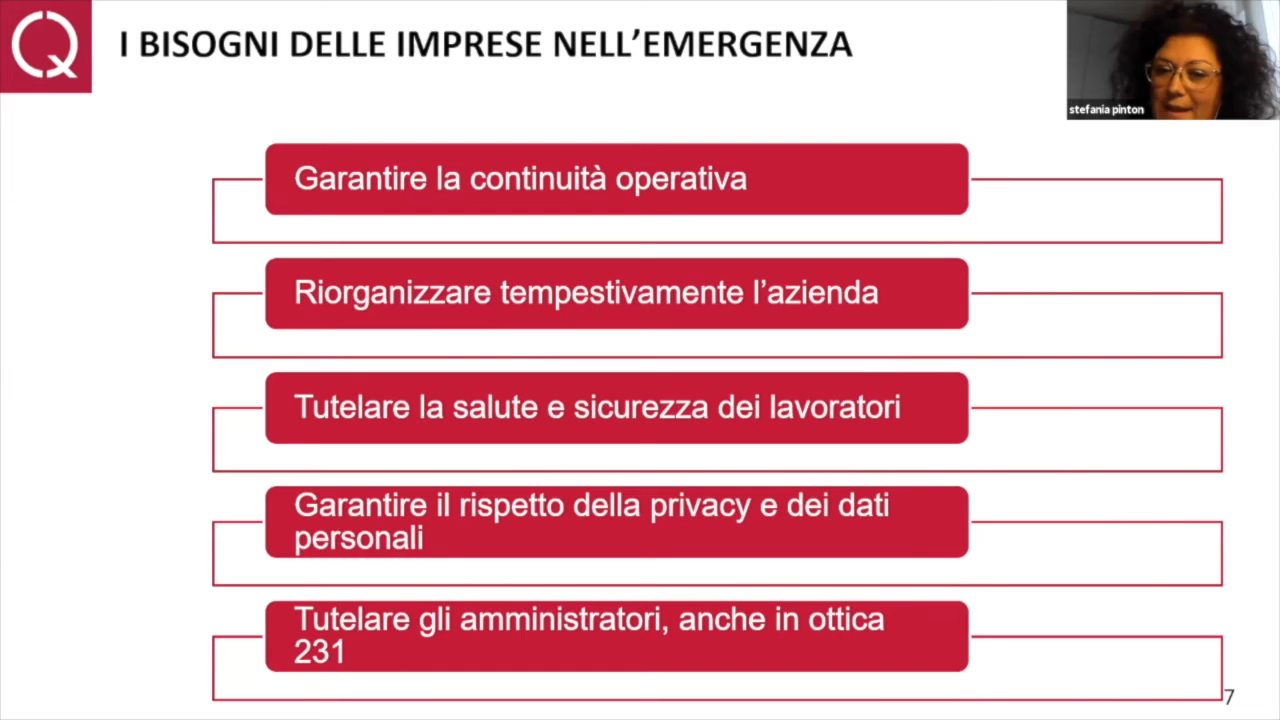 I BISOGNI DELLE IMPRESE NELL’EMERGENZA
stefania pinton
Garantire la continuità operativa
Riorganizzare tempestivamente l’azienda
Tutelare la salute e sicurezza dei lavoratori
Garantire il rispetto della privacy e dei dati
personali
Tutelare gli amministratori, anche in ottica
231
7